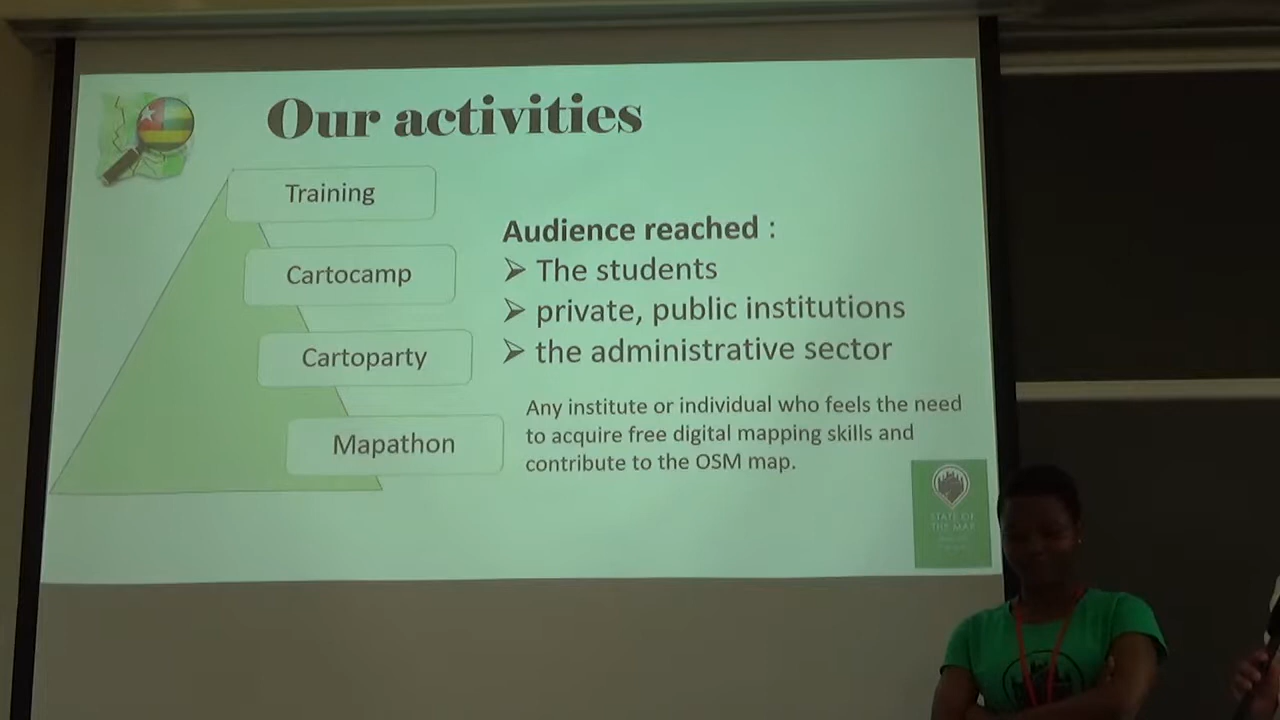 Our activities
Training
Cartocamp
Cartoparty
Mapathon
Audience reached :
➢ The students
➢ private, public institutions
➢ the administrative sector
Any institute or individual who feels the need
to acquire free digital mapping skills and
contribute to the OSM map.
STATE OF
THE MAP